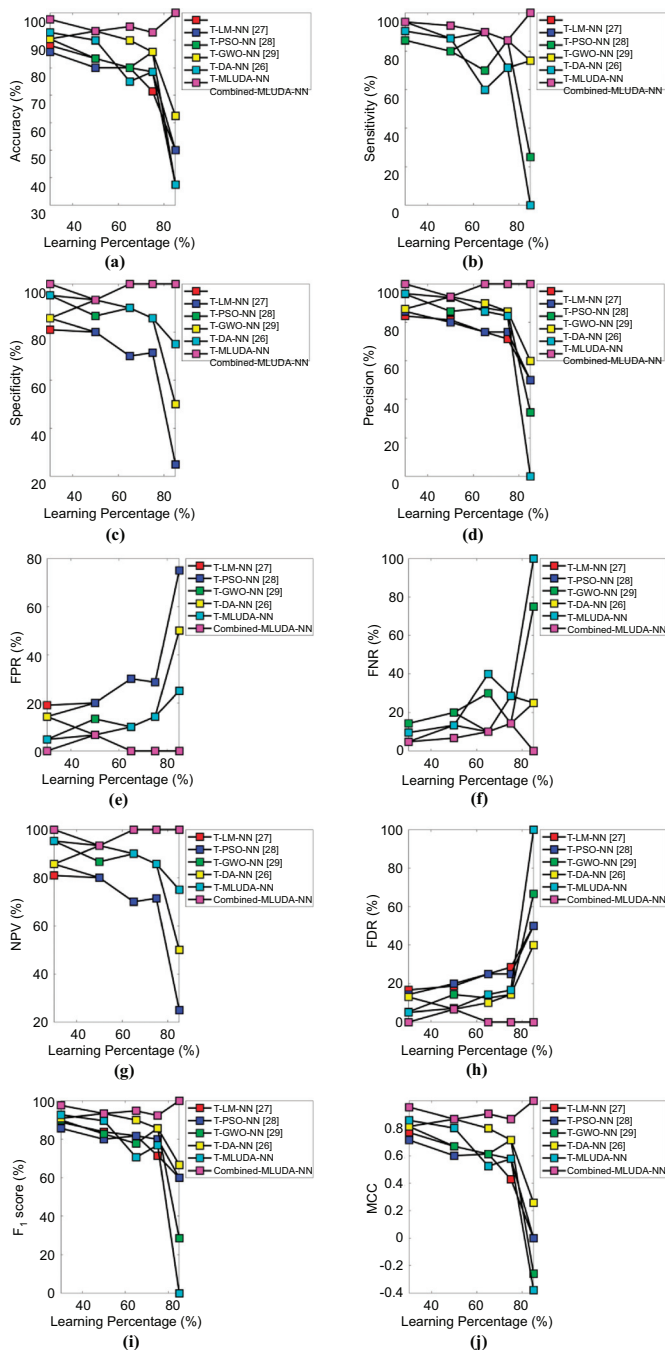 100
90
80
70
60
50
40
30
Accuracy (%)
40
60
80
Learning Percentage (%)
T-LM-NN [27]
T-PSO-NN [28]
T-GWO-NN [29]
T-DA-NN [26]
T-MLUDA-NN
Combined-MLUDA-NN
(a)
100
80
60
40
20
0
Sensitivity (%)
40
60
80
Learning Percentage (%)
T-LM-NN [27]
T-PSO-NN [28]
T-GWO-NN [29]
T-DA-NN [26]
T-MLUDA-NN
Combined-MLUDA-NN
(b)
100
80
60
40
20
Specificity (%)
40
60
80
Learning Percentage (%)
T-LM-NN [27]
T-PSO-NN [28]
T-GWO-NN [29]
T-DA-NN [26]
T-MLUDA-NN
Combined-MLUDA-NN
(c)
100
80
60
40
20
0
Precision (%)
40
60
80
Learning Percentage (%)
T-LM-NN [27]
T-PSO-NN [28]
T-GWO-NN [29]
T-DA-NN [26]
T-MLUDA-NN
Combined-MLUDA-NN
(d)
80
60
40
20
0
FPR (%)
40
60
80
Learning Percentage (%)
T-LM-NN [27]
T-PSO-NN [28]
T-GWO-NN [29]
T-DA-NN [26]
T-MLUDA-NN
Combined-MLUDA-NN
(e)
100
80
60
40
20
0
FNR (%)
40
60
80
Learning Percentage (%)
T-LM-NN [27]
T-PSO-NN [28]
T-GWO-NN [29]
T-DA-NN [26]
T-MLUDA-NN
Combined-MLUDA-NN
(f)
100
80
60
40
20
NPV (%)
40
60
80
Learning Percentage (%)
T-LM-NN [27]
T-PSO-NN [28]
T-GWO-NN [29]
T-DA-NN [26]
T-MLUDA-NN
Combined-MLUDA-NN
(g)
100
80
60
40
20
0
FDR (%)
40
60
80
Learning Percentage (%)
T-LM-NN [27]
T-PSO-NN [28]
T-GWO-NN [29]
T-DA-NN [26]
T-MLUDA-NN
Combined-MLUDA-NN
(h)
100
80
60
40
20
0
F1 score (%)
40
60
80
Learning Percentage (%)
T-LM-NN [27]
T-PSO-NN [28]
T-GWO-NN [29]
T-DA-NN [26]
T-MLUDA-NN
Combined-MLUDA-NN
(i)
0.8
0.6
0.4
0.2
0
-0.2
-0.4
MCC
40
60
80
Learning Percentage (%)
T-LM-NN [27]
T-PSO-NN [28]
T-GWO-NN [29]
T-DA-NN [26]
T-MLUDA-NN
Combined-MLUDA-NN
(j)